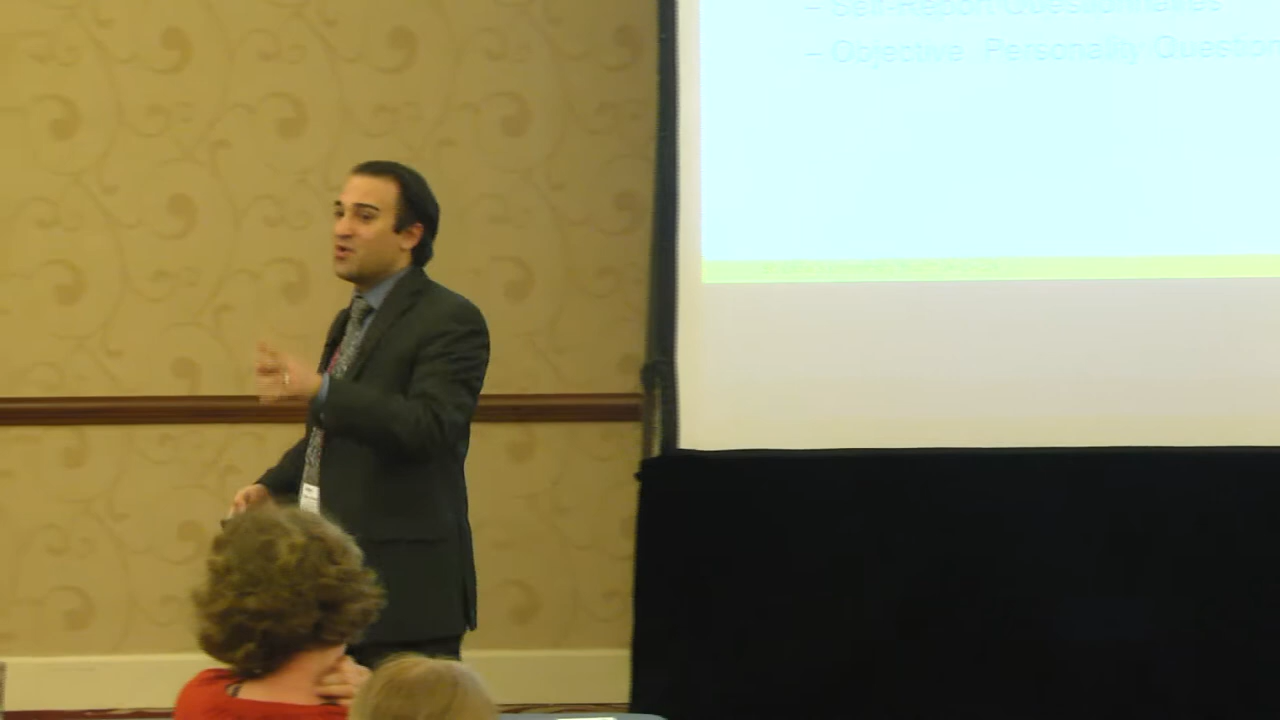 – Self-Report Questionnaires
– Objective Personality Question